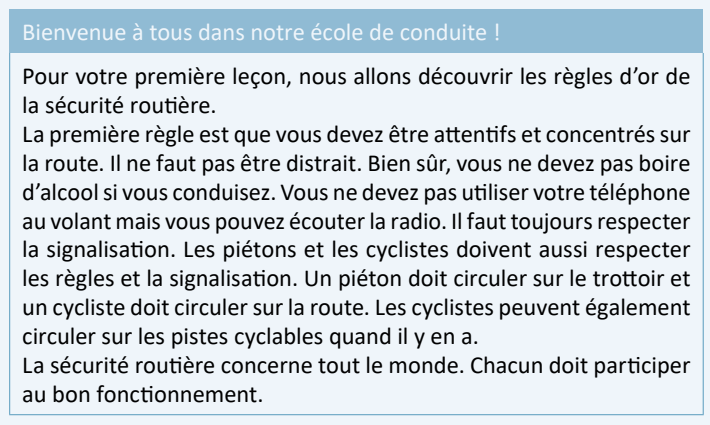 Bienvenue à tous dans notre école de conduite !
Pour votre première leçon, nous allons découvrir les règles d’or de
la sécurité routière.
La première règle est que vous devez être attentifs et concentrés sur
la route. Il ne faut pas être distrait. Bien sûr, vous ne devez pas boire
d’alcool si vous conduisez. Vous ne devez pas utiliser votre téléphone
au volant mais vous pouvez écouter la radio. Il faut toujours respecter
la signalisation. Les piétons et les cyclistes doivent aussi respecter
les règles et la signalisation. Un piéton doit circuler sur le trottoir et
un cycliste doit circuler sur la route. Les cyclistes peuvent également
circuler sur les pistes cyclables quand il y en a.
La sécurité routière concerne tout le monde. Chacun doit participer
au bon fonctionnement.